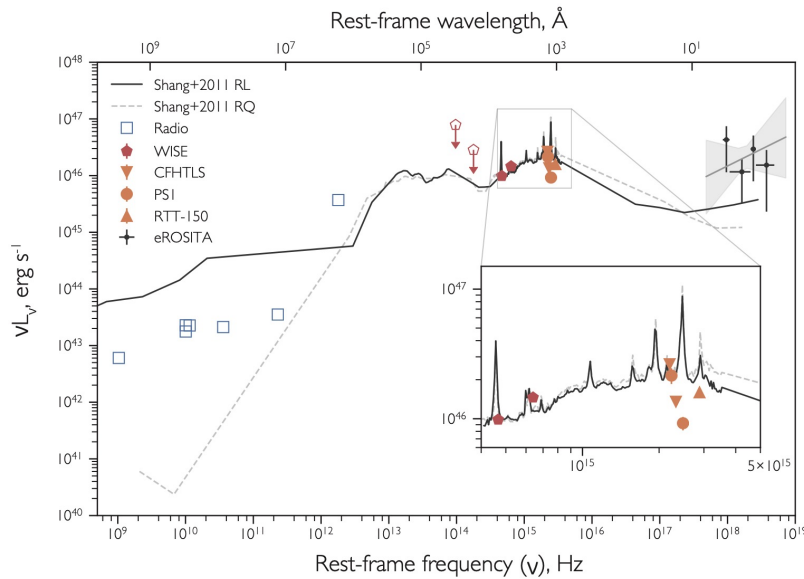 Rest-frame wavelength, Å
10⁹ 10⁷ 10⁵ 10³ 10¹
10⁴⁸
10⁴⁷
10⁴⁶
10⁴⁵
10⁴⁴
10⁴³
10⁴²
10⁴¹
10⁴⁰
νLᵥ, erg s⁻¹
Shang+2011 RL
Shang+2011 RQ
Radio
WISE
CFHTLS
PS1
RTT-150
eROSITA
10⁴⁷
10⁴⁶
10¹⁵ 5×10¹⁵
10⁹ 10¹⁰ 10¹¹ 10¹² 10¹³ 10¹⁴ 10¹⁵ 10¹⁶ 10¹⁷ 10¹⁸ 10¹⁹
Rest-frame frequency (ν), Hz